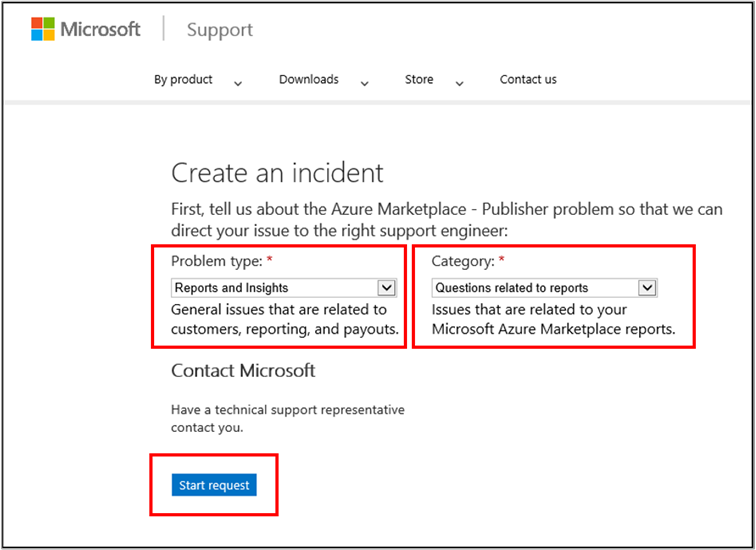 Microsoft Support
By product Downloads Store Contact us
Create an incident
First, tell us about the Azure Marketplace - Publisher problem so that we can
direct your issue to the right support engineer:
Problem type: *
Reports and Insights
General issues that are related to
customers, reporting, and payouts.
Category: *
Questions related to reports
Issues that are related to your
Microsoft Azure Marketplace reports.
Contact Microsoft
Have a technical support representative
contact you.
Start request